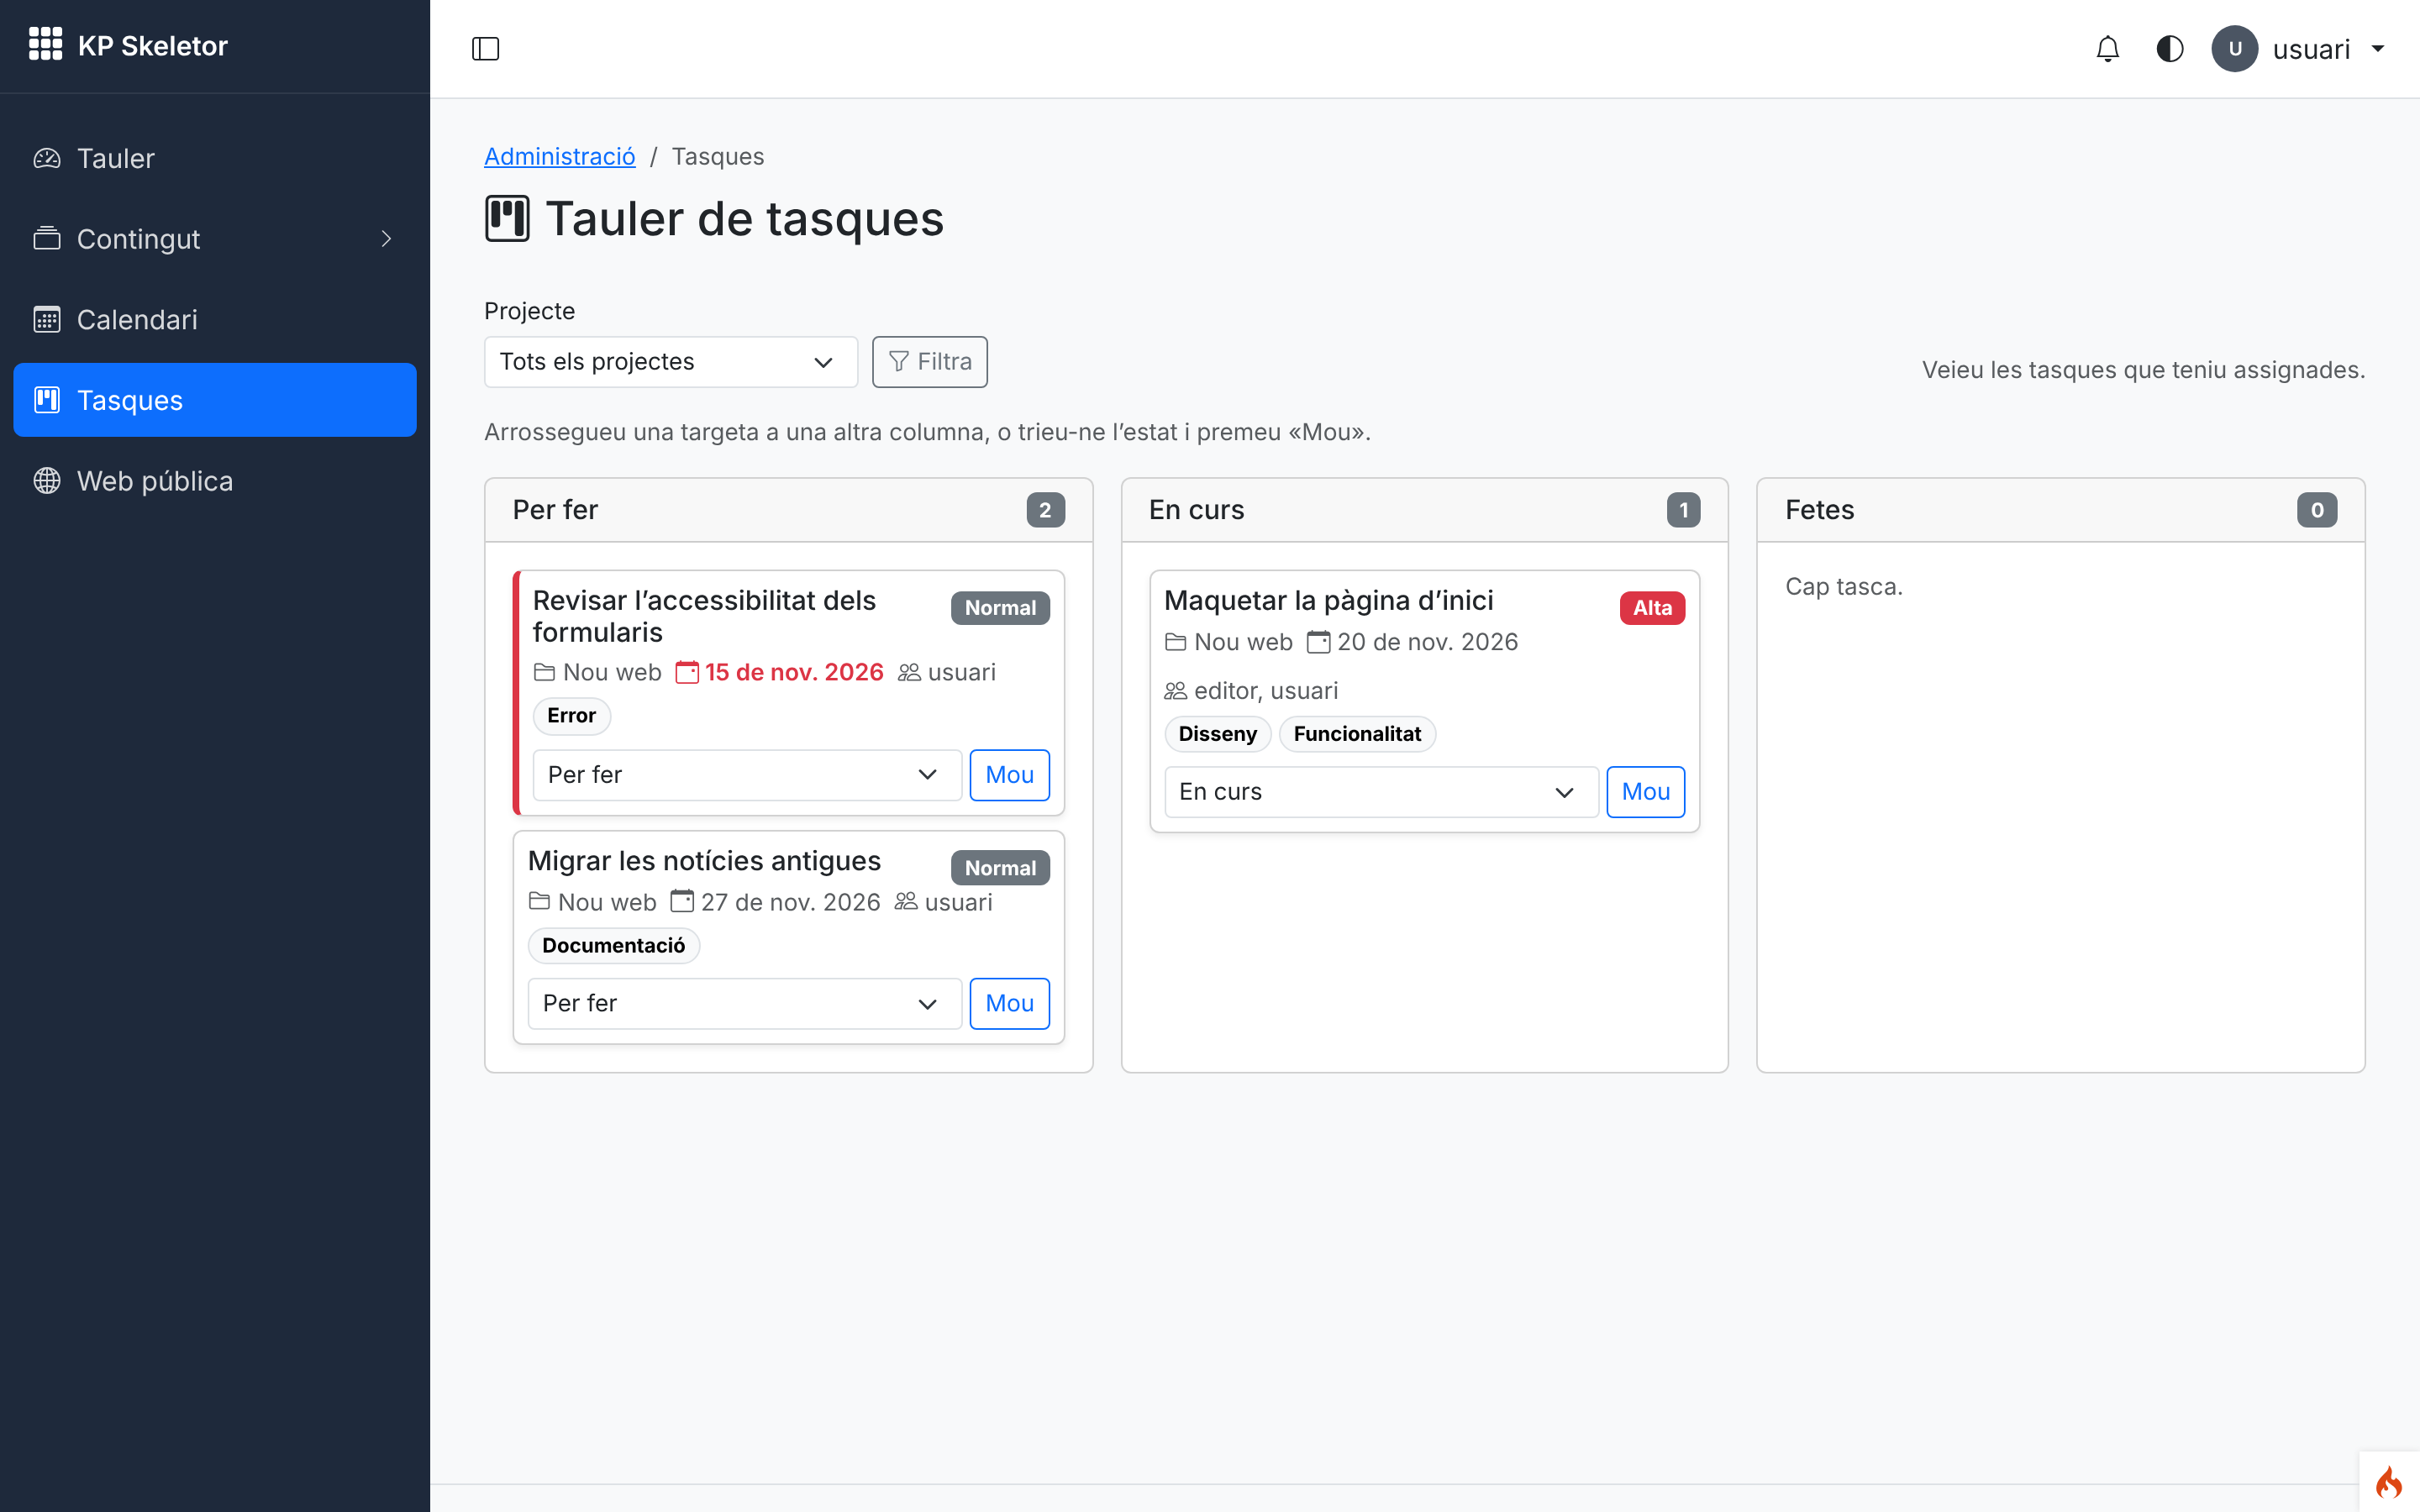 KP Skeletor
Tauler
Contingut
Calendari
Tasques
Web pública
U usuari
Administració / Tasques
Tauler de tasques
Projecte
Tots els projectes
Filtra
Veieu les tasques que teniu assignades.
Arrossegueu una targeta a una altra columna, o trieu-ne l’estat i premeu «Mou».
Per fer 2
Revisar l’accessibilitat dels
formularis
Normal
Nou web 15 de nov. 2026 usuari
Error
Per fer Mou
Migrar les notícies antigues Normal
Nou web 27 de nov. 2026 usuari
Documentació
Per fer Mou
En curs 1
Maquetar la pàgina d’inici Alta
Nou web 20 de nov. 2026
editor, usuari
Disseny Funcionalitat
En curs Mou
Fetes 0
Cap tasca.